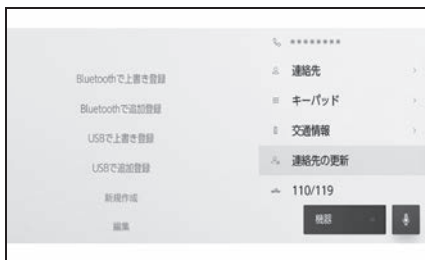 Bluetoothで上書き登録
Bluetoothで追加登録
USBで上書き登録
USBで追加登録
新規作成
編集
********
連絡先
キーパッド
交通情報
連絡先の更新
110/119
機器